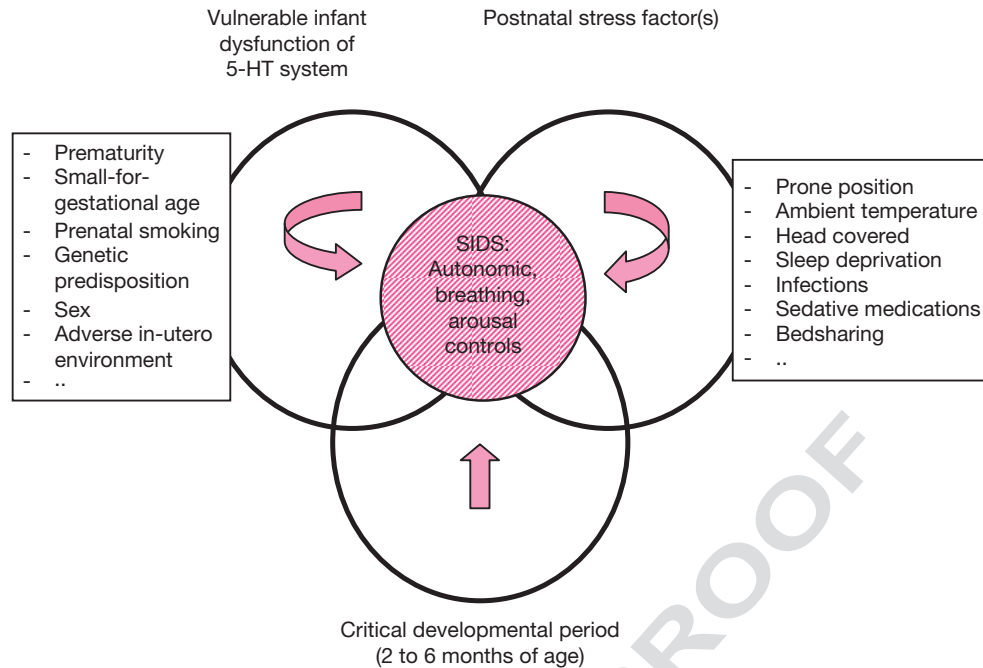 Vulnerable infant
dysfunction of
5-HT system
Postnatal stress factor(s)
- Prematurity
- Small-for-
gestational age
- Prenatal smoking
- Genetic
predisposition
- Sex
- Adverse in-utero
environment
- ..
SIDS:
Autonomic,
breathing,
arousal
controls
- Prone position
- Ambient temperature
- Head covered
- Sleep deprivation
- Infections
- Sedative medications
- Bedsharing
- ..
Critical developmental period
(2 to 6 months of age)
ROOF